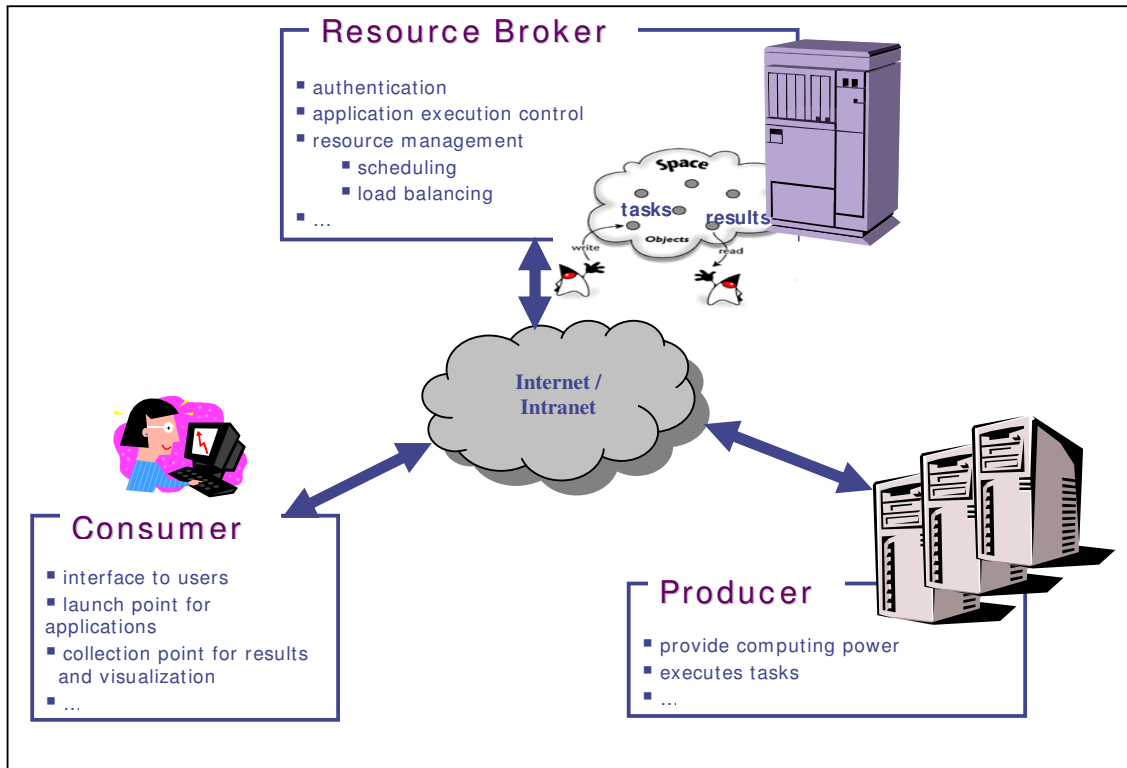 Resource Broker
▪ authentication
▪ application execution control
▪ resource management
▪ scheduling
▪ load balancing
▪ ...
Space
tasks
results
Objects
write
read
Internet /
Intranet
Consumer
▪ interface to users
▪ launch point for
applications
▪ collection point for results
and visualization
▪ ...
Producer
▪ provide computing power
▪ executes tasks
▪ ...